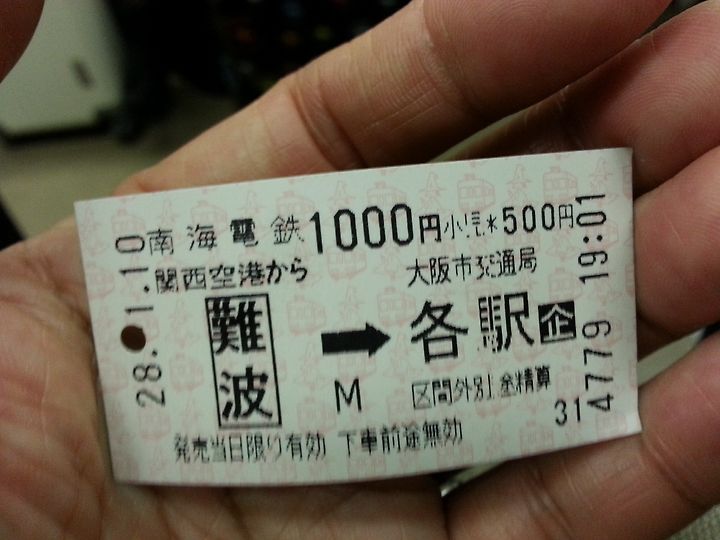 28.-1.10
南海電鉄 1000円 小児 500円
関西空港から 大阪市交通局
難波 ➡ 各駅 企
M 区間外別途精算
発売当日限り有効 下車前途無効
31 4779 19:01